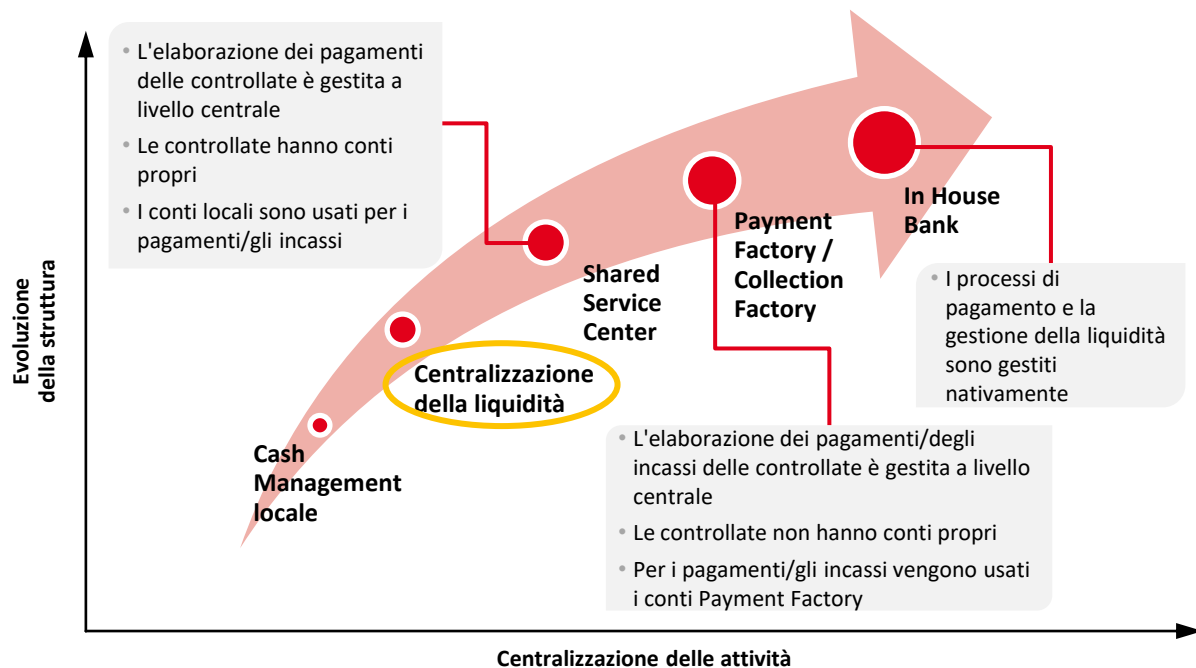 • L'elaborazione dei pagamenti
delle controllate è gestita a
livello centrale
• Le controllate hanno conti
propri
• I conti locali sono usati per i
pagamenti/gli incassi
In House
Bank
Payment
Factory /
Collection
Factory
Shared
Service
Center
Centralizzazione
della liquidità
Cash
Management
locale
• I processi di
pagamento e la
gestione della liquidità
sono gestiti
nativamente
• L'elaborazione dei pagamenti/degli
incassi delle controllate è gestita a livello
centrale
• Le controllate non hanno conti propri
• Per i pagamenti/gli incassi vengono usati
i conti Payment Factory
Evoluzione
della struttura
Centralizzazione delle attività